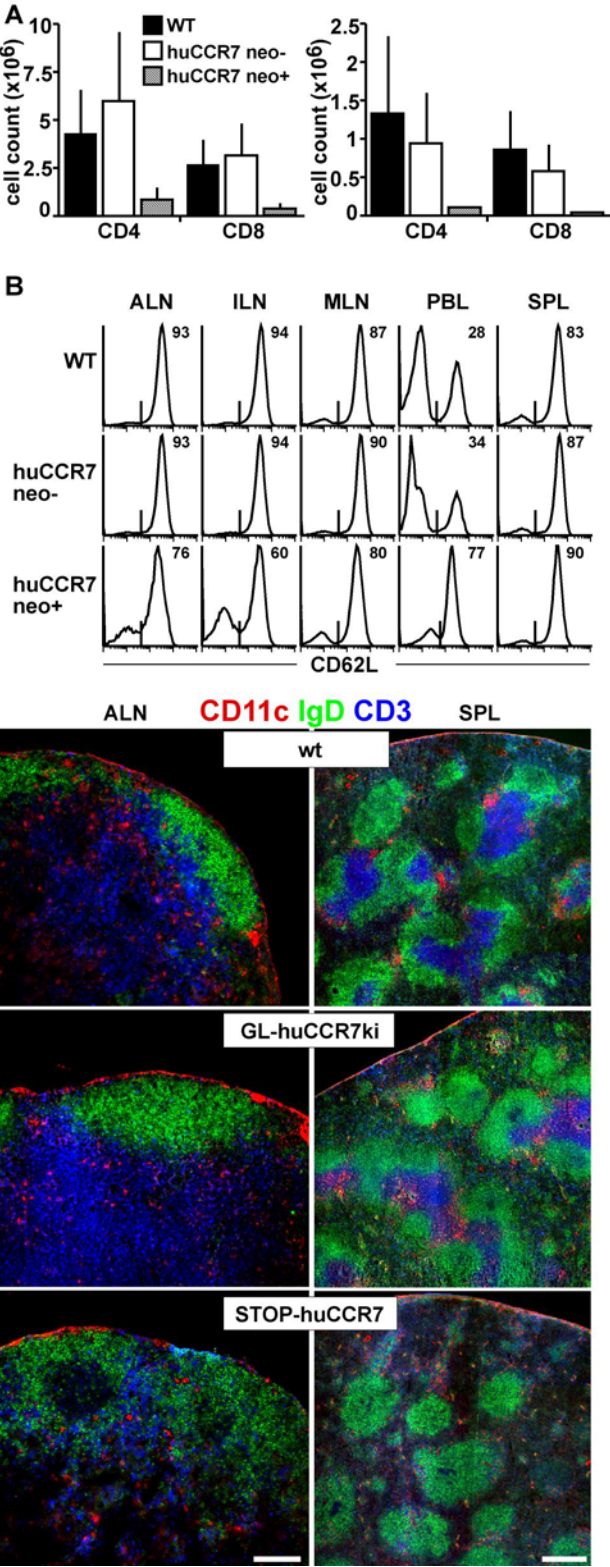 A
WT
huCCR7 neo-
huCCR7 neo+
cell count (x10⁶)
10
7.5
5
2.5
0
CD4 CD8
cell count (x10⁶)
2.5
2
1.5
1
0.5
0
CD4 CD8
B
ALN ILN MLN PBL SPL
WT
93 94 87 28 83
huCCR7 neo-
93 94 90 34 87
huCCR7 neo+
76 60 80 77 90
CD62L
ALN CD11c IgD CD3 SPL
wt
GL-huCCR7ki
STOP-huCCR7